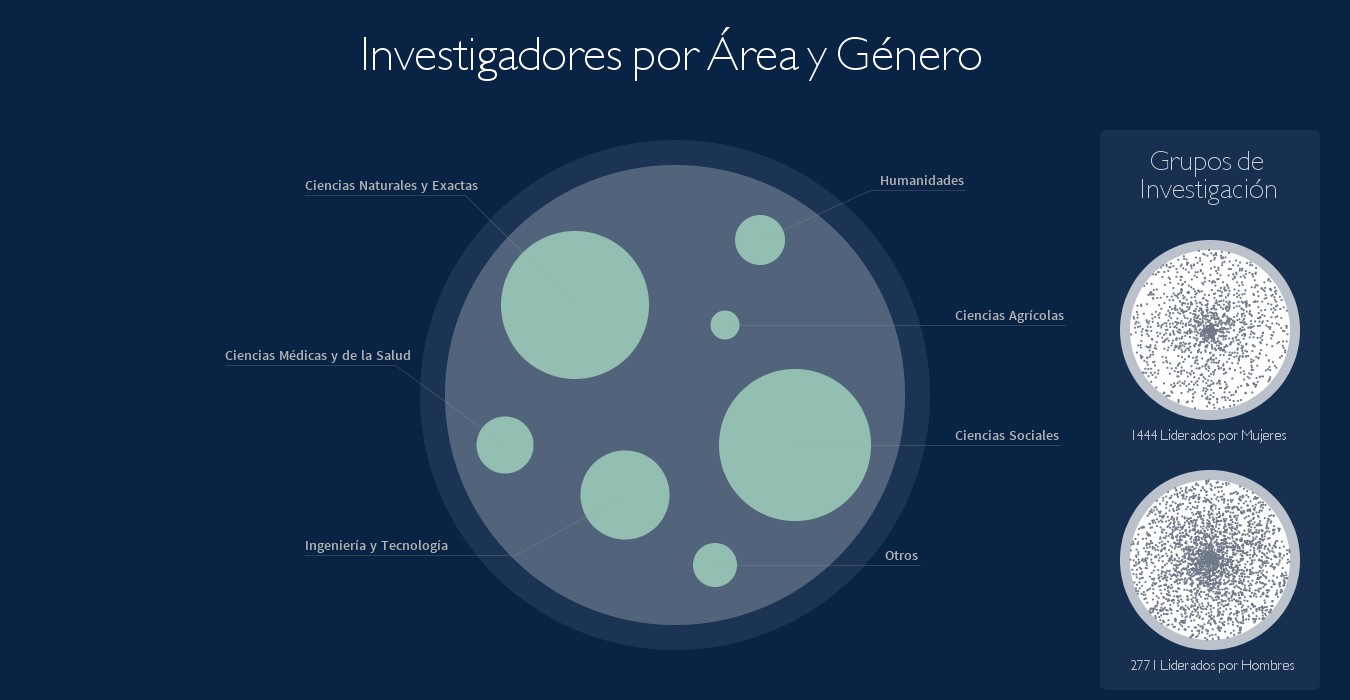 Investigadores por Área y Género
Ciencias Naturales y Exactas
Humanidades
Ciencias Agrícolas
Ciencias Médicas y de la Salud
Ciencias Sociales
Ingeniería y Tecnología
Otros
Grupos de
Investigación
1444 Liderados por Mujeres
2771 Liderados por Hombres